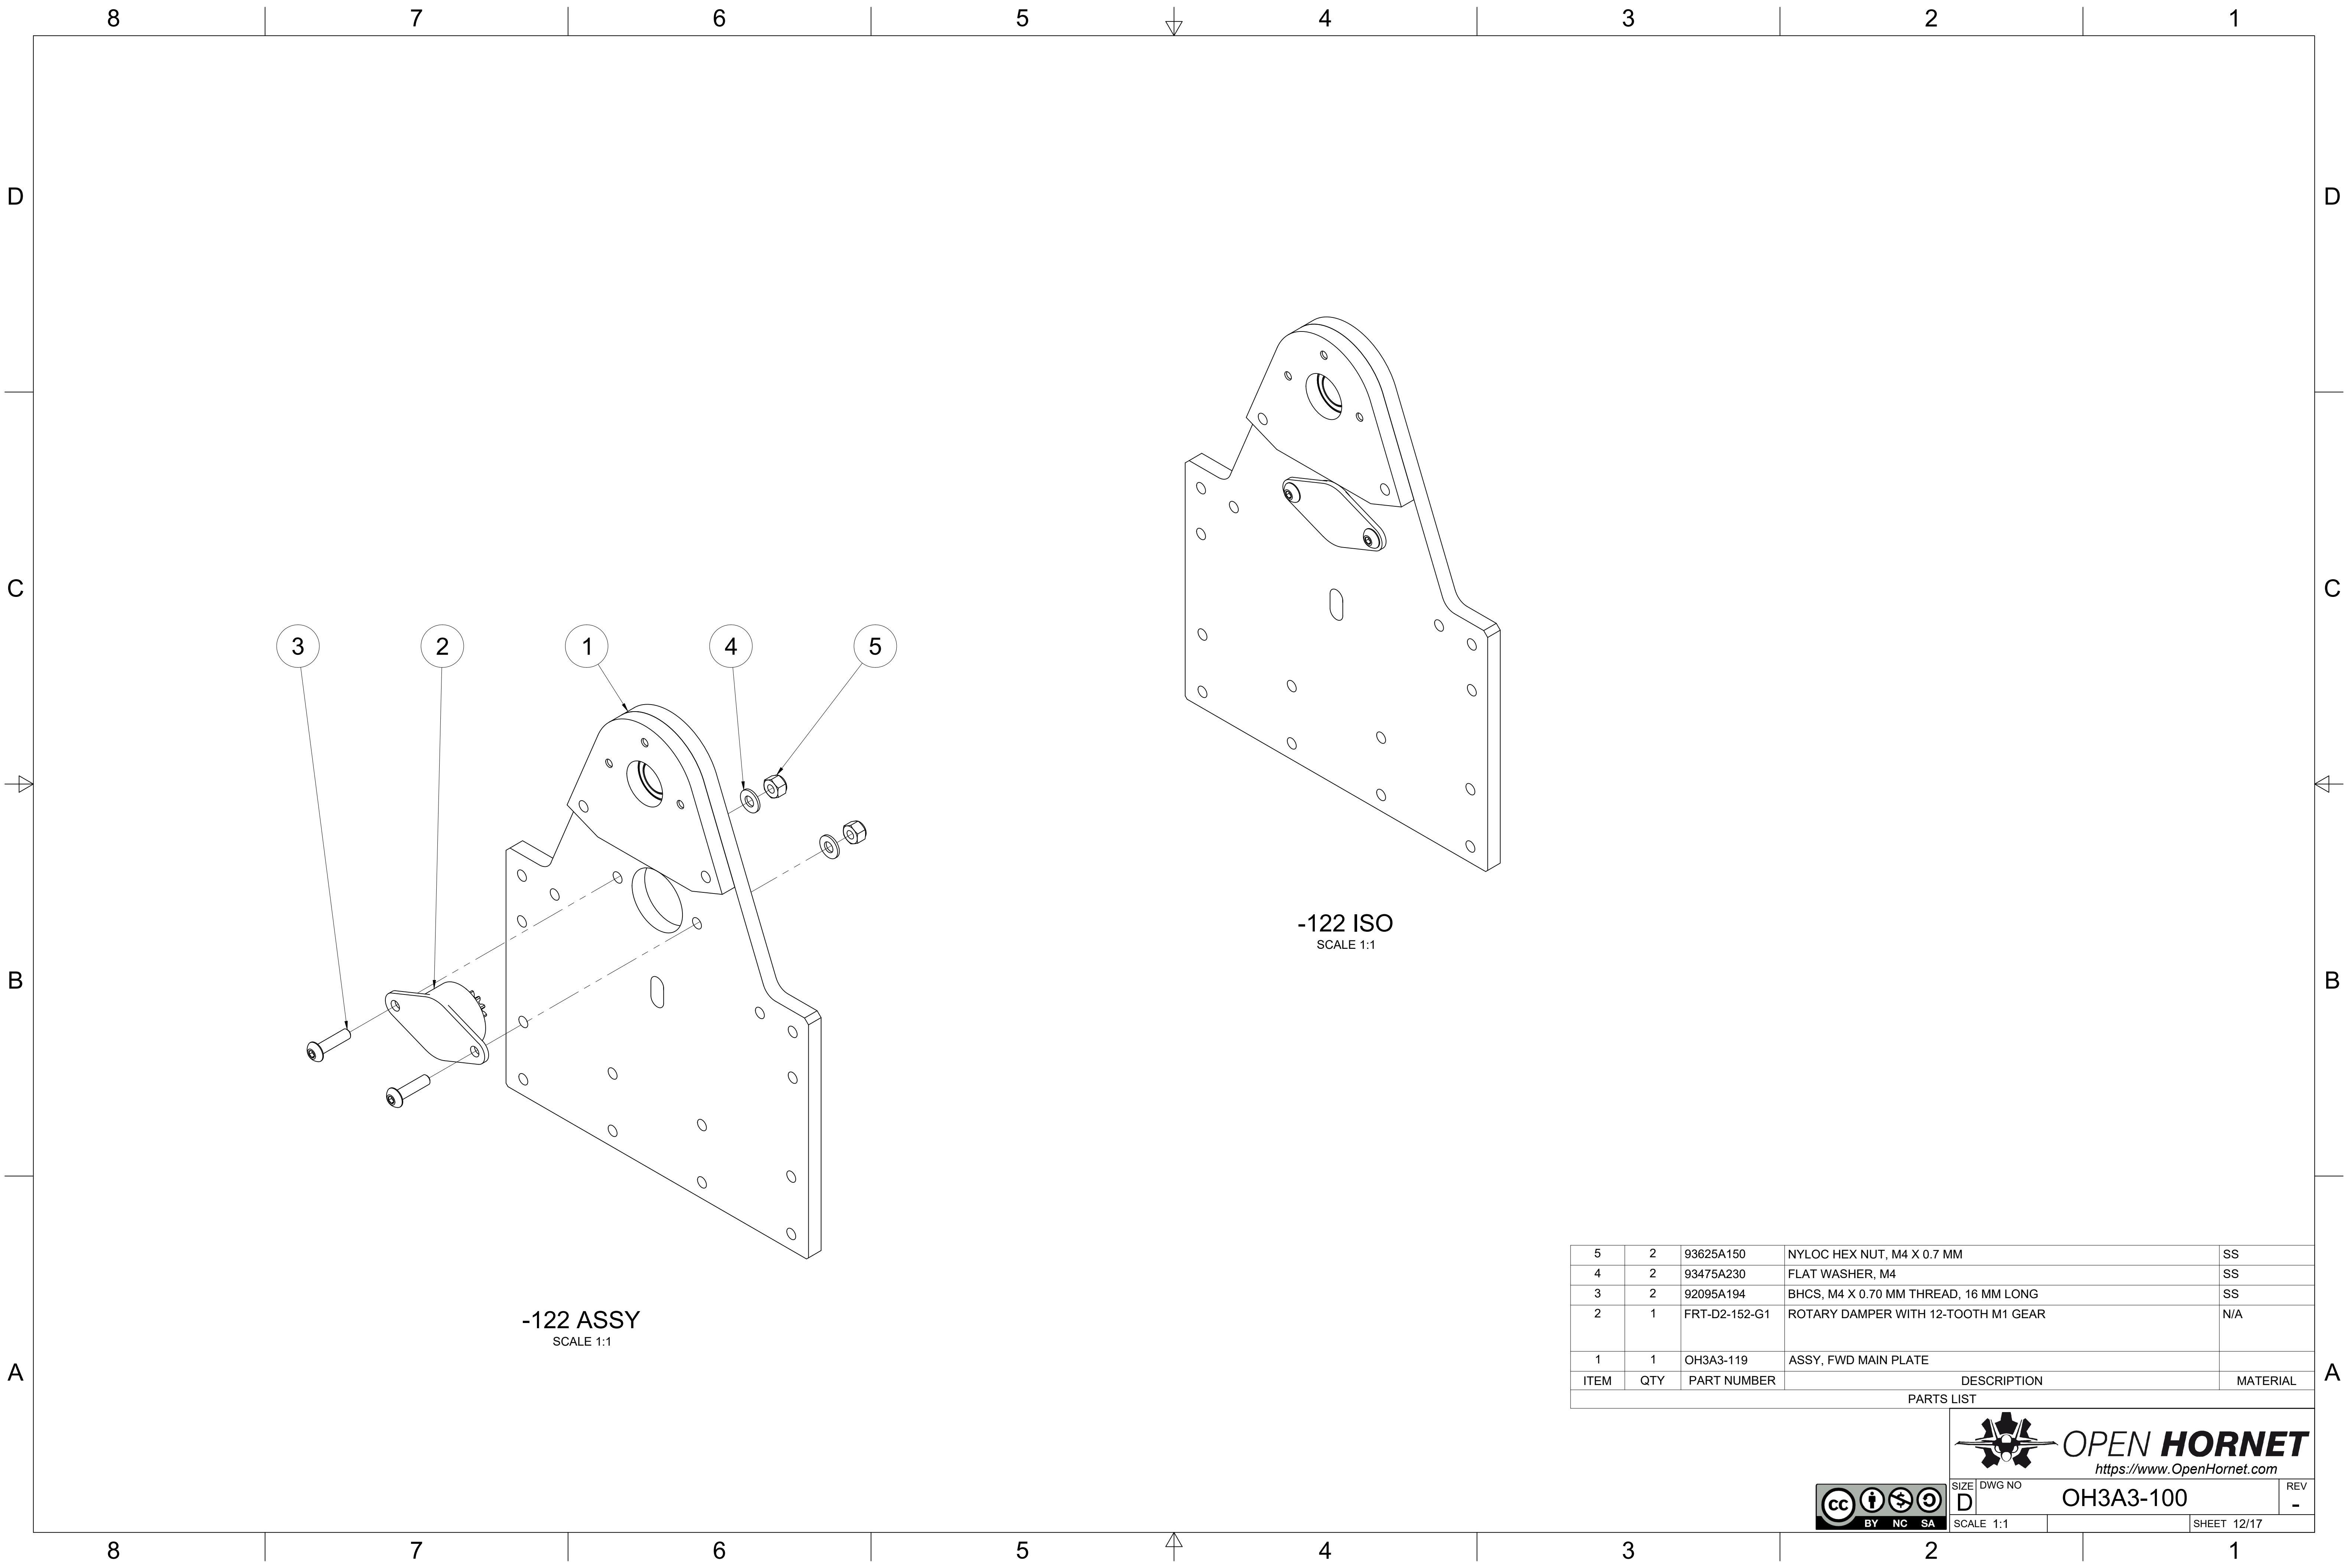 8 7 6 5 4 3 2 1
D D
C C
3 2 1 4 5
-122 ISO
SCALE 1:1
B B
-122 ASSY
SCALE 1:1
5 2 93625A150 NYLOC HEX NUT, M4 X 0.7 MM SS
4 2 93475A230 FLAT WASHER, M4 SS
3 2 92095A194 BHCS, M4 X 0.70 MM THREAD, 16 MM LONG SS
2 1 FRT-D2-152-G1 ROTARY DAMPER WITH 12-TOOTH M1 GEAR N/A
1 1 OH3A3-119 ASSY, FWD MAIN PLATE
A A
ITEM QTY PART NUMBER DESCRIPTION MATERIAL
PARTS LIST
OPEN HORNET
https://www.OpenHornet.com
cc BY NC SA
SIZE D DWG NO OH3A3-100 REV -
SCALE 1:1 SHEET 12/17
8 7 6 5 4 3 2 1